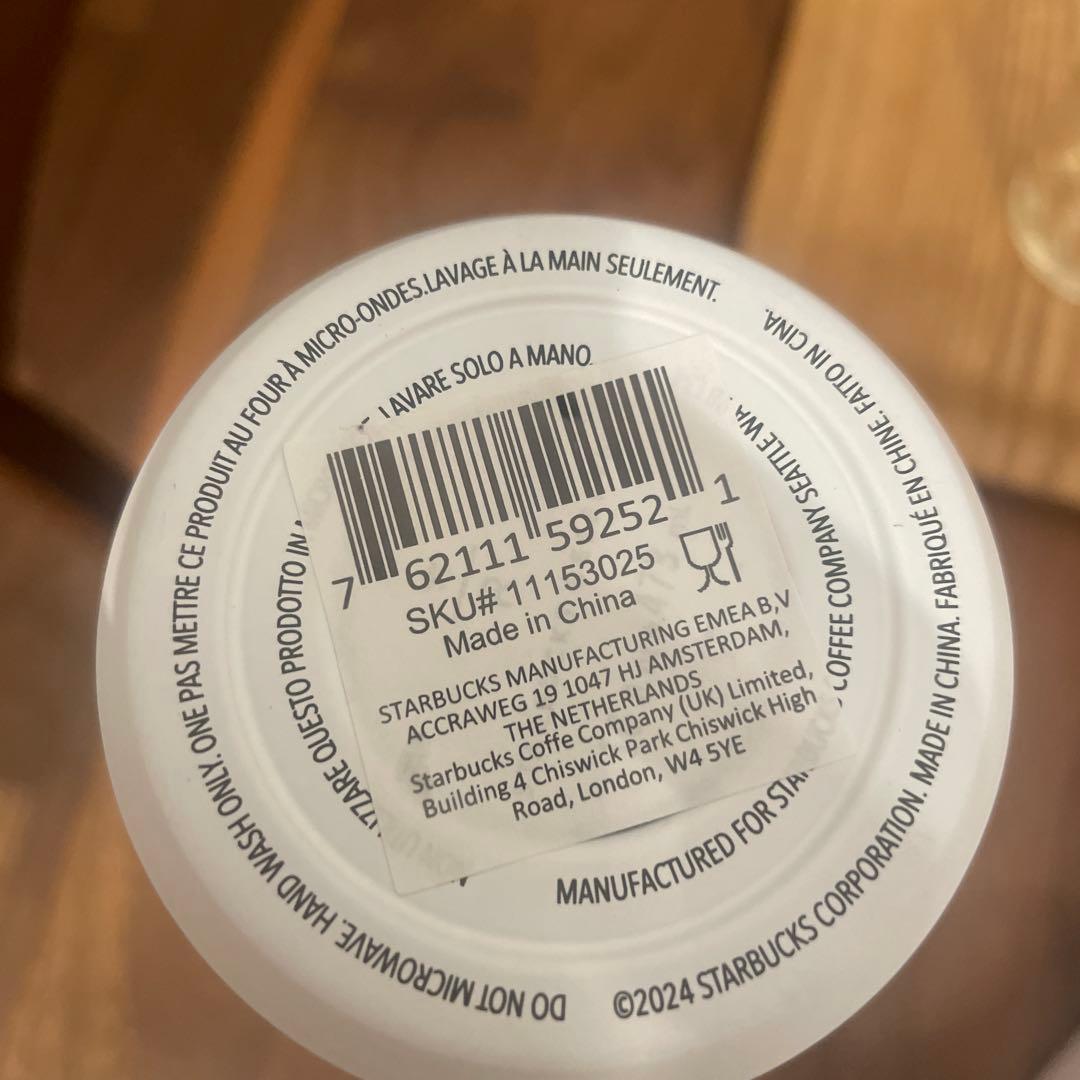 DO NOT MICROWAVE. HAND WASH ONLY. ONE PAS METTRE CE PRODUIT AU FOUR À MICRO-ONDES.LAVAGE À LA MAIN SEULEMENT.
©2024 STARBUCKS CORPORATION. MADE IN CHINA. FABRIQUÉ EN CHINE. FATTO IN CINA.
QUESTO PRODOTTO IN
LAVARE SOLO A MANO
MANUFACTURED FOR
COFFEE COMPANY SEATTLE WA
7 62111 59252 1
SKU# 11153025
Made in China
STARBUCKS MANUFACTURING EMEA B,V
ACCRAWEG 19 1047 HJ AMSTERDAM,
THE NETHERLANDS
Starbucks Coffe Company (UK) Limited,
Building 4 Chiswick Park Chiswick High
Road, London, W4 5YE